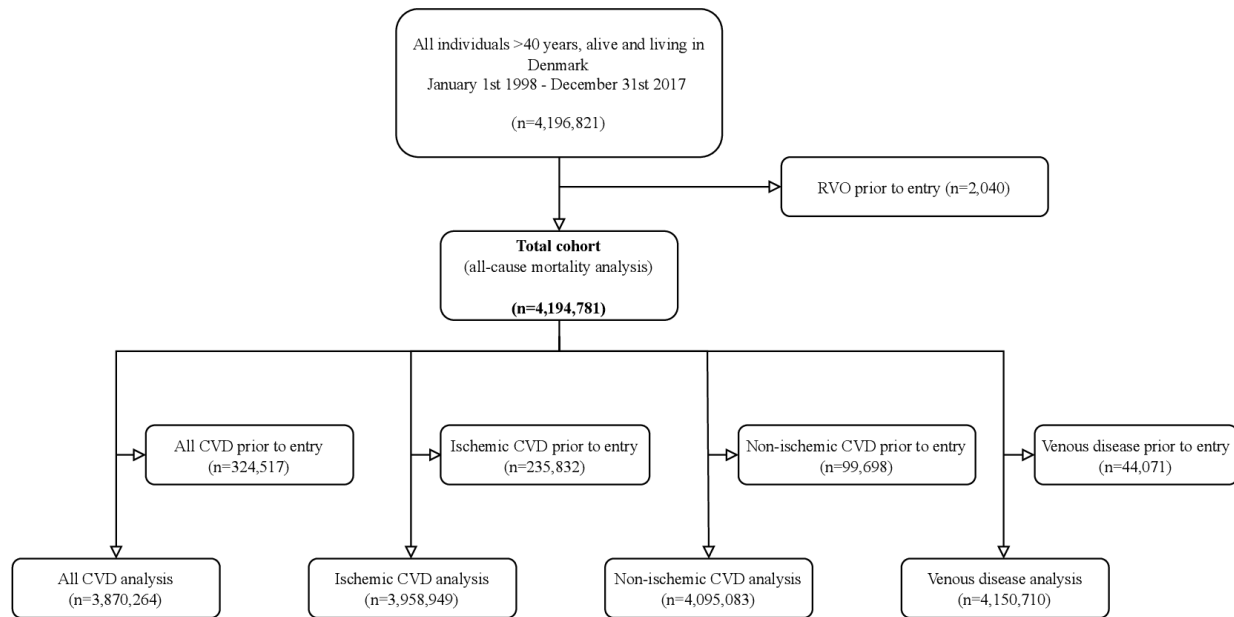 All individuals >40 years, alive and living in
Denmark
January 1st 1998 - December 31st 2017
(n=4,196,821)
RVO prior to entry (n=2,040)
Total cohort
(all-cause mortality analysis)
(n=4,194,781)
All CVD prior to entry
(n=324,517)
Ischemic CVD prior to entry
(n=235,832)
Non-ischemic CVD prior to entry
(n=99,698)
Venous disease prior to entry
(n=44,071)
All CVD analysis
(n=3,870,264)
Ischemic CVD analysis
(n=3,958,949)
Non-ischemic CVD analysis
(n=4,095,083)
Venous disease analysis
(n=4,150,710)